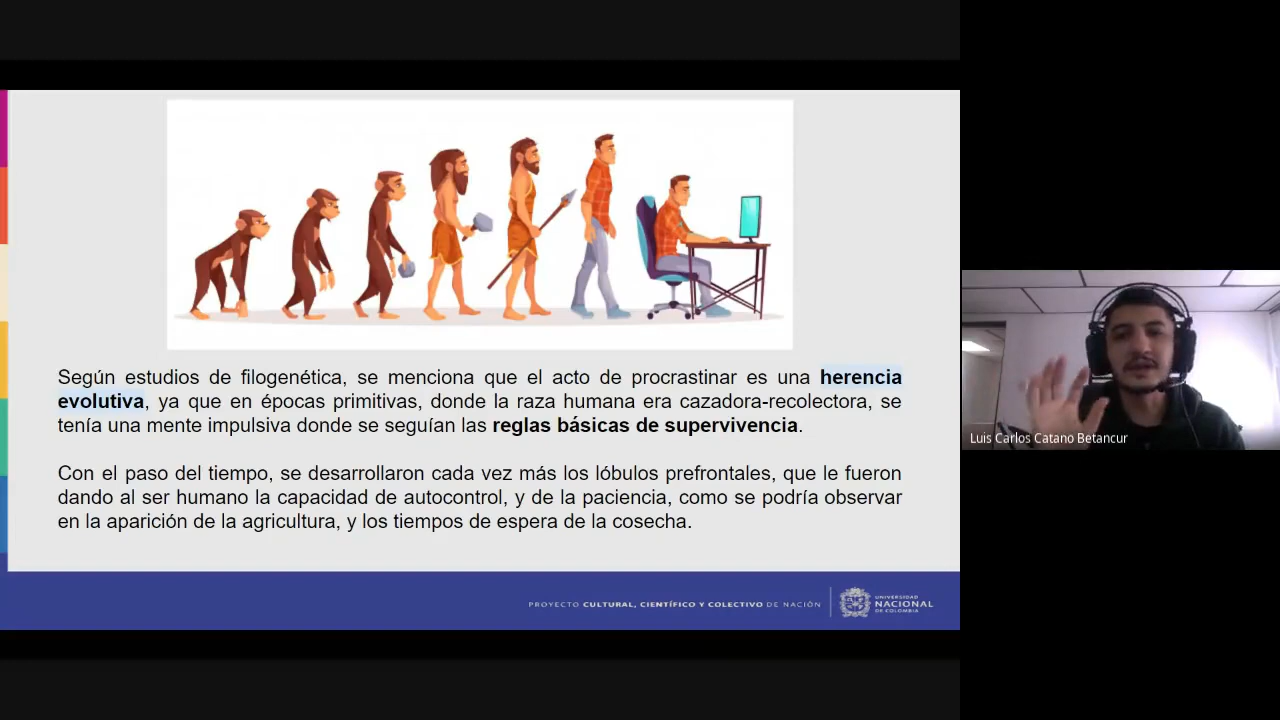 Según estudios de filogenética, se menciona que el acto de procrastinar es una herencia
evolutiva, ya que en épocas primitivas, donde la raza humana era cazadora-recolectora, se
tenía una mente impulsiva donde se seguían las reglas básicas de supervivencia.
Con el paso del tiempo, se desarrollaron cada vez más los lóbulos prefrontales, que le fueron
dando al ser humano la capacidad de autocontrol, y de la paciencia, como se podría observar
en la aparición de la agricultura, y los tiempos de espera de la cosecha.
PROYECTO CULTURAL, CIENTÍFICO Y COLECTIVO DE NACIÓN
UNIVERSIDAD
NACIONAL
DE COLOMBIA
Luis Carlos Catano Betancur